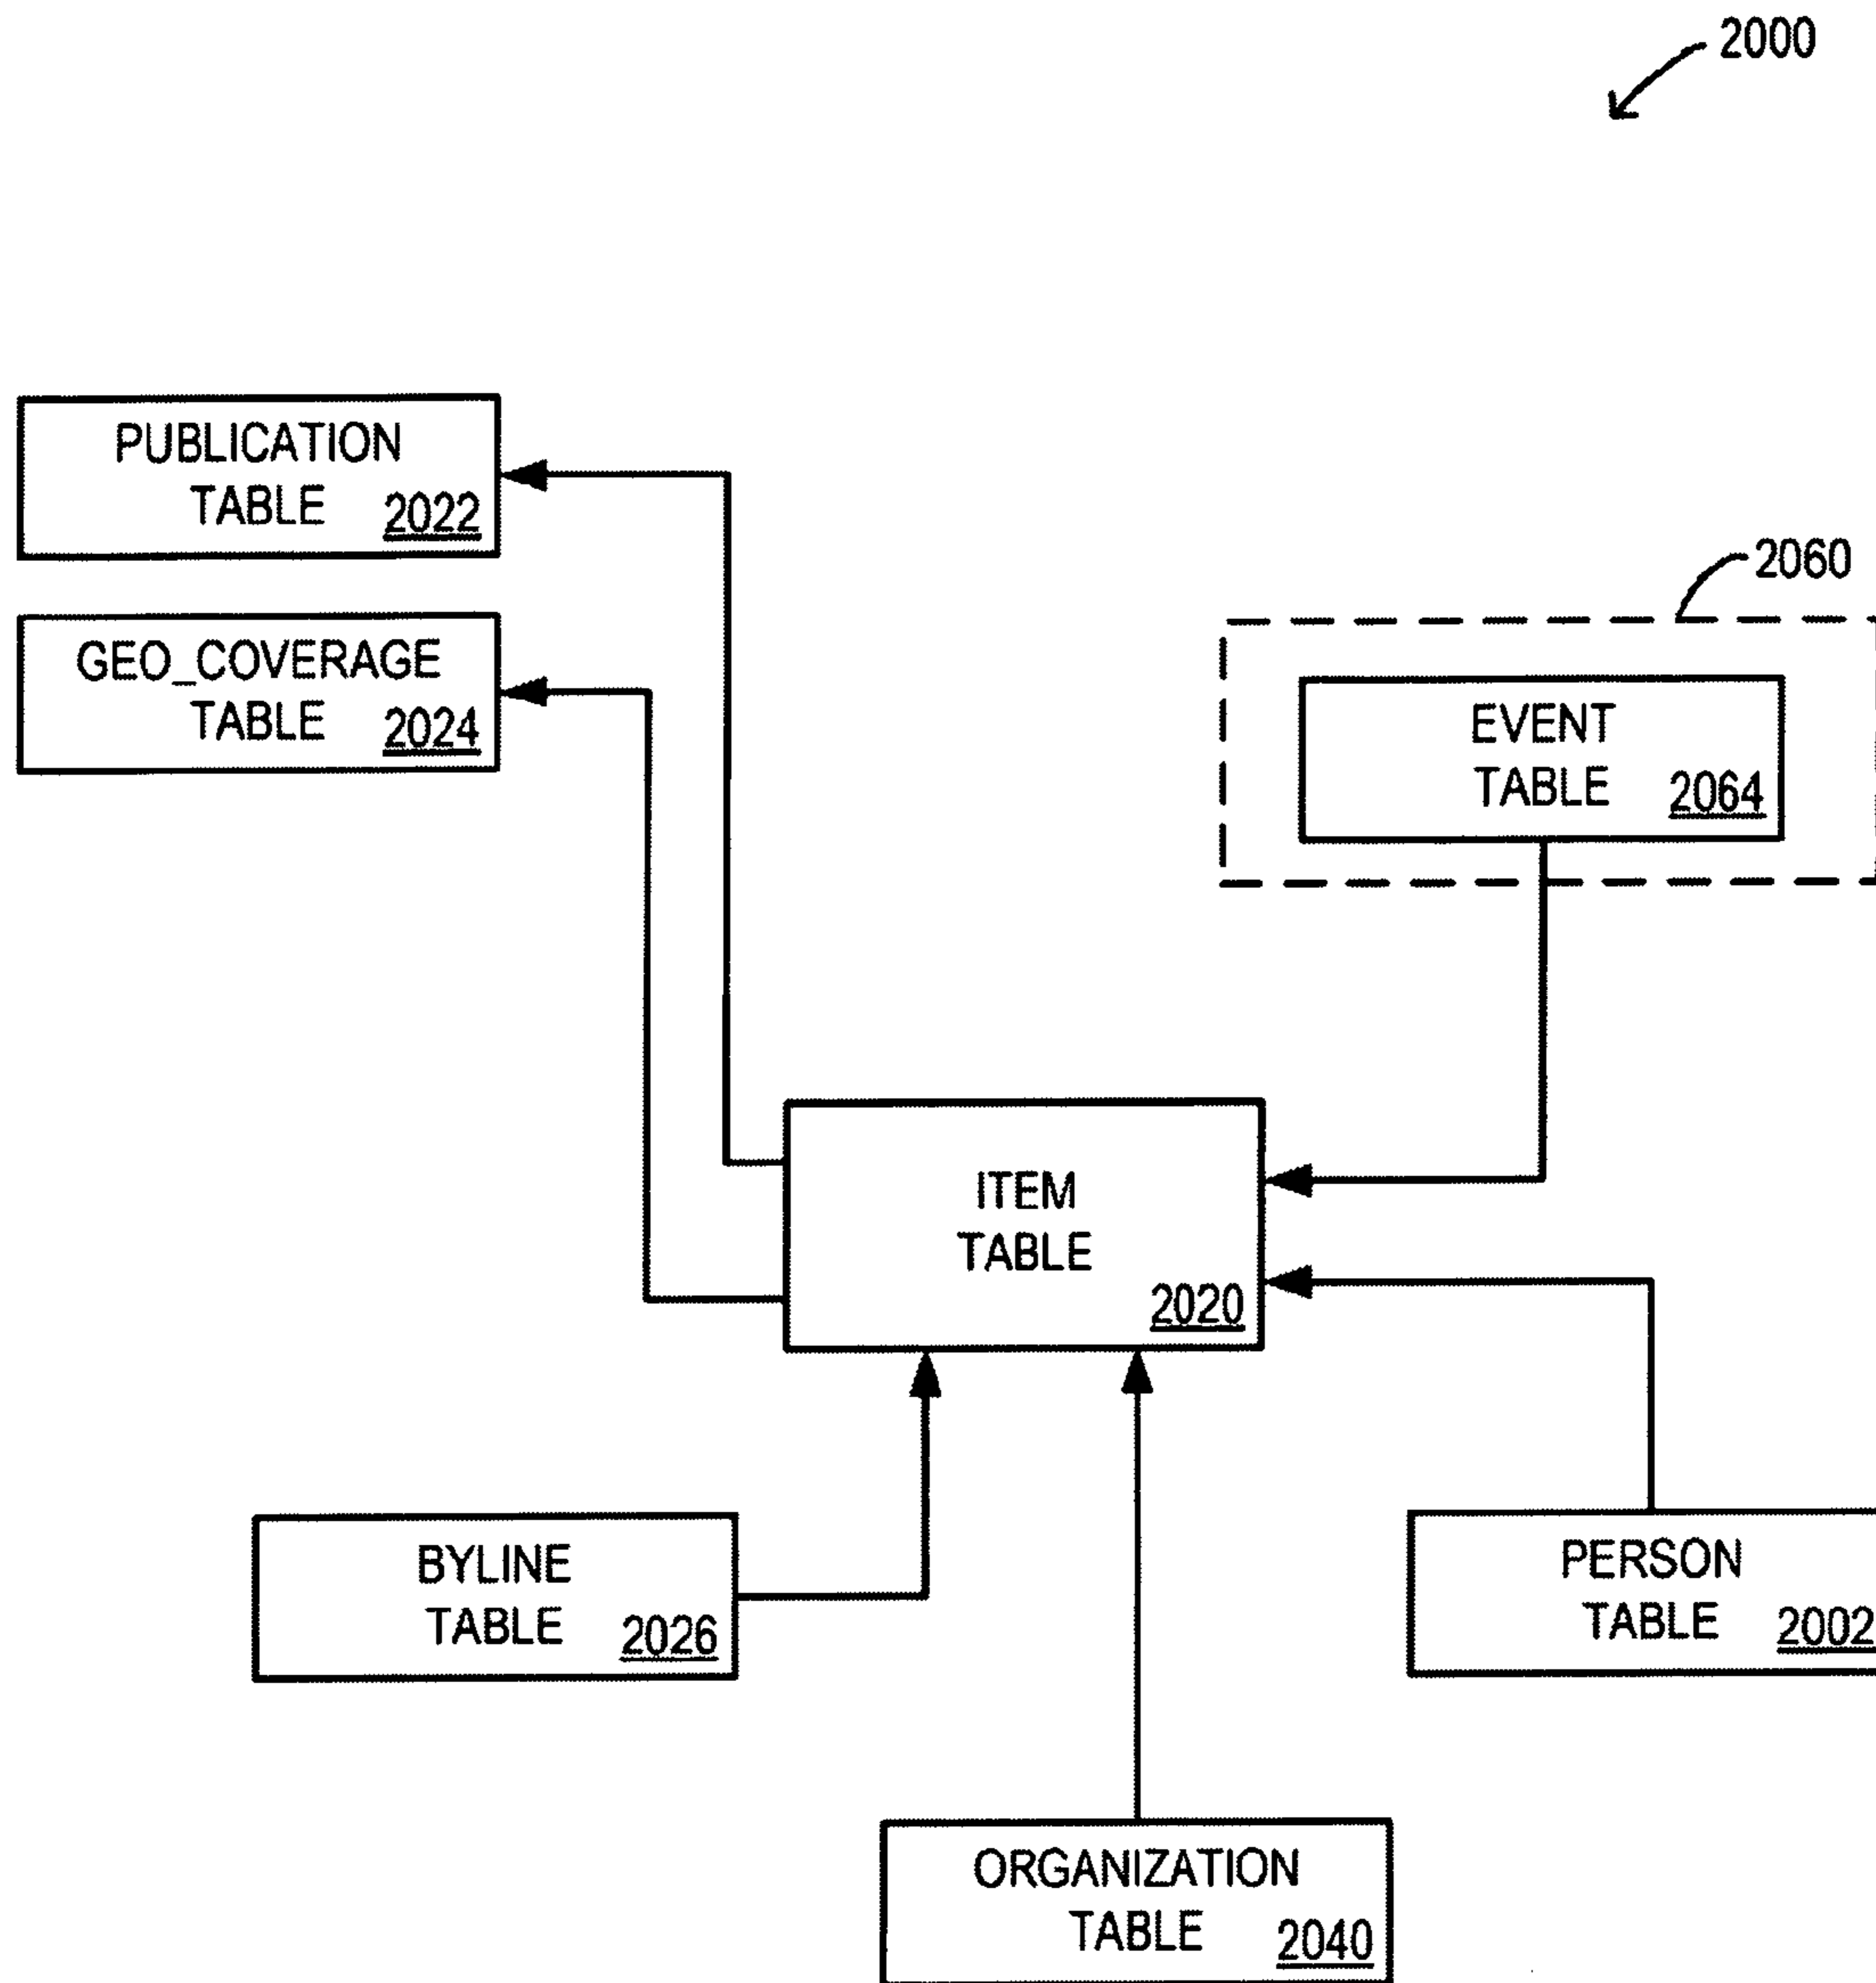 2000
PUBLICATION
TABLE 2022
GEO_COVERAGE
TABLE 2024
2060
EVENT
TABLE 2064
ITEM
TABLE
2020
BYLINE
TABLE 2026
PERSON
TABLE 2002
ORGANIZATION
TABLE 2040